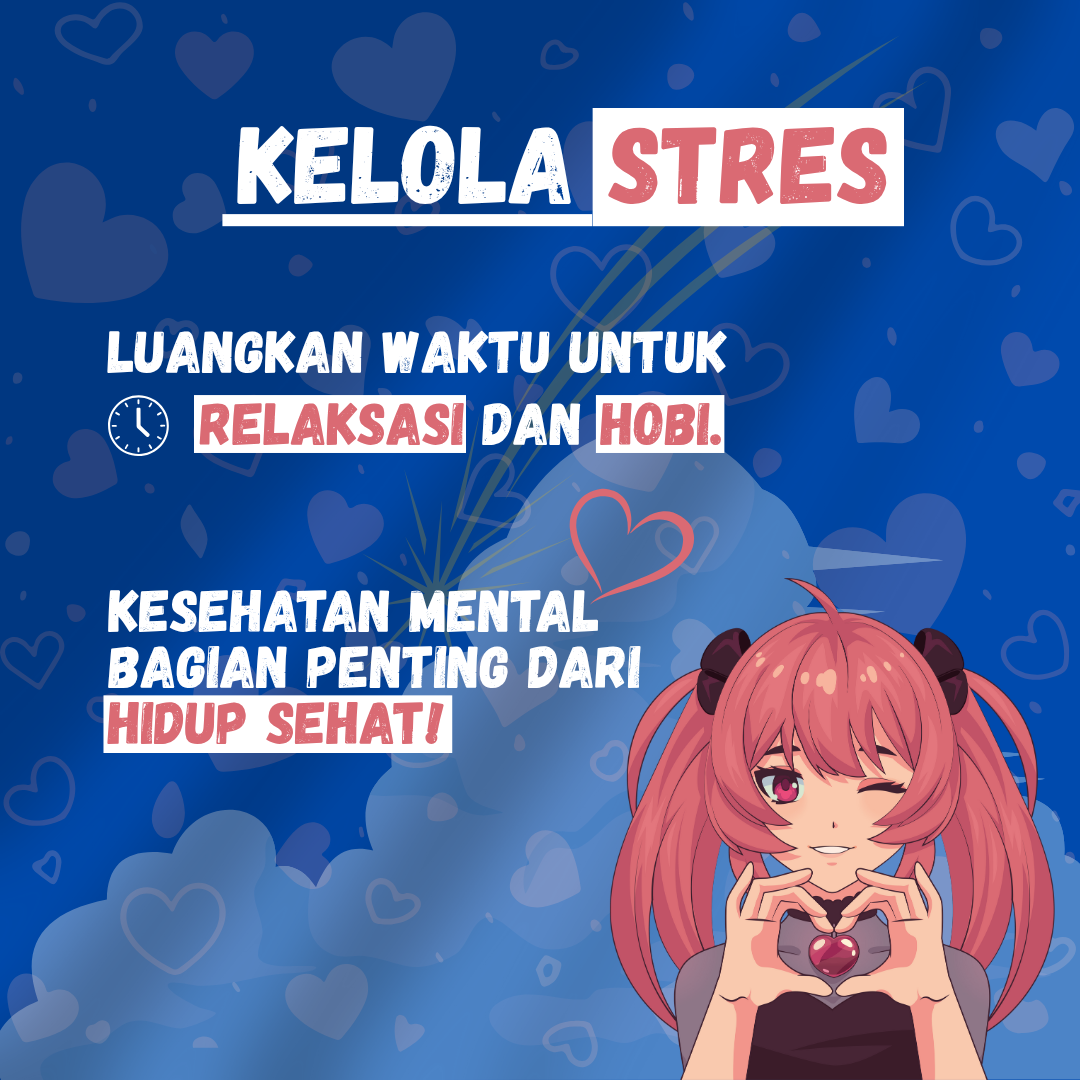 KELOLA STRES
LUANGKAN WAKTU UNTUK
RELAKSASI DAN HOBI.
KESEHATAN MENTAL
BAGIAN PENTING DARI
HIDUP SEHAT!